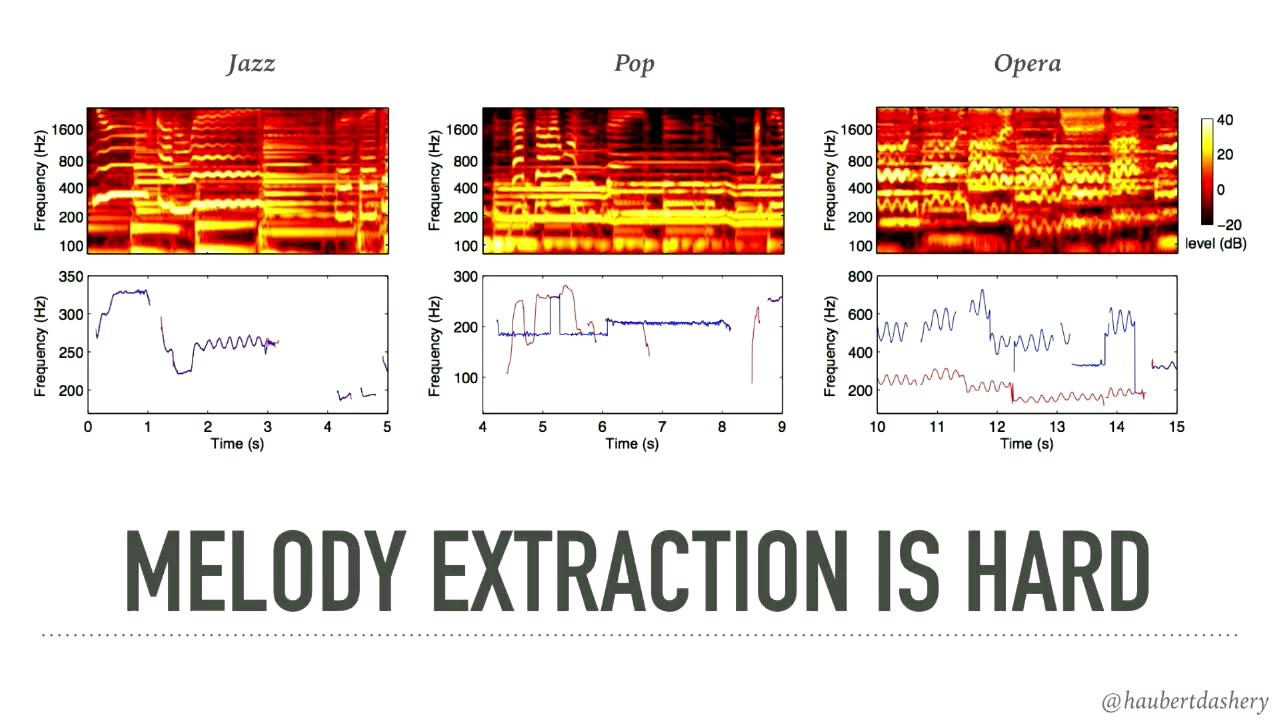 Jazz
Pop
Opera
Frequency (Hz)
1600
800
400
200
100
Frequency (Hz)
1600
800
400
200
100
Frequency (Hz)
1600
800
400
200
100
40
20
0
−20
level (dB)
Frequency (Hz)
350
300
250
200
0 1 2 3 4 5
Time (s)
Frequency (Hz)
300
200
100
4 5 6 7 8 9
Time (s)
Frequency (Hz)
800
600
400
200
10 11 12 13 14 15
Time (s)
MELODY EXTRACTION IS HARD
@haubertdashery